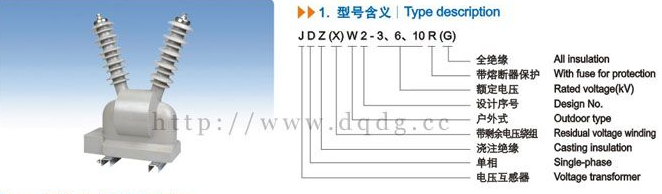 1. 型号含义 | Type description
JDZ(X)W2-3、6、10R(G)
全绝缘 All insulation
带熔断器保护 With fuse for protection
额定电压 Rated voltage(kV)
设计序号 Design No.
户外式 Outdoor type
带剩余电压绕组 Residual voltage winding
浇注绝缘 Casting insulation
单相 Single-phase
电压互感器 Voltage transformer
http://www.dqdg.cc